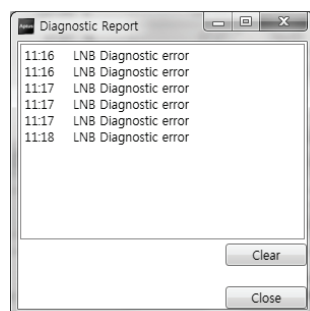 Diagnostic Report
11:16 LNB Diagnostic error
11:16 LNB Diagnostic error
11:17 LNB Diagnostic error
11:17 LNB Diagnostic error
11:17 LNB Diagnostic error
11:18 LNB Diagnostic error
Clear
Close